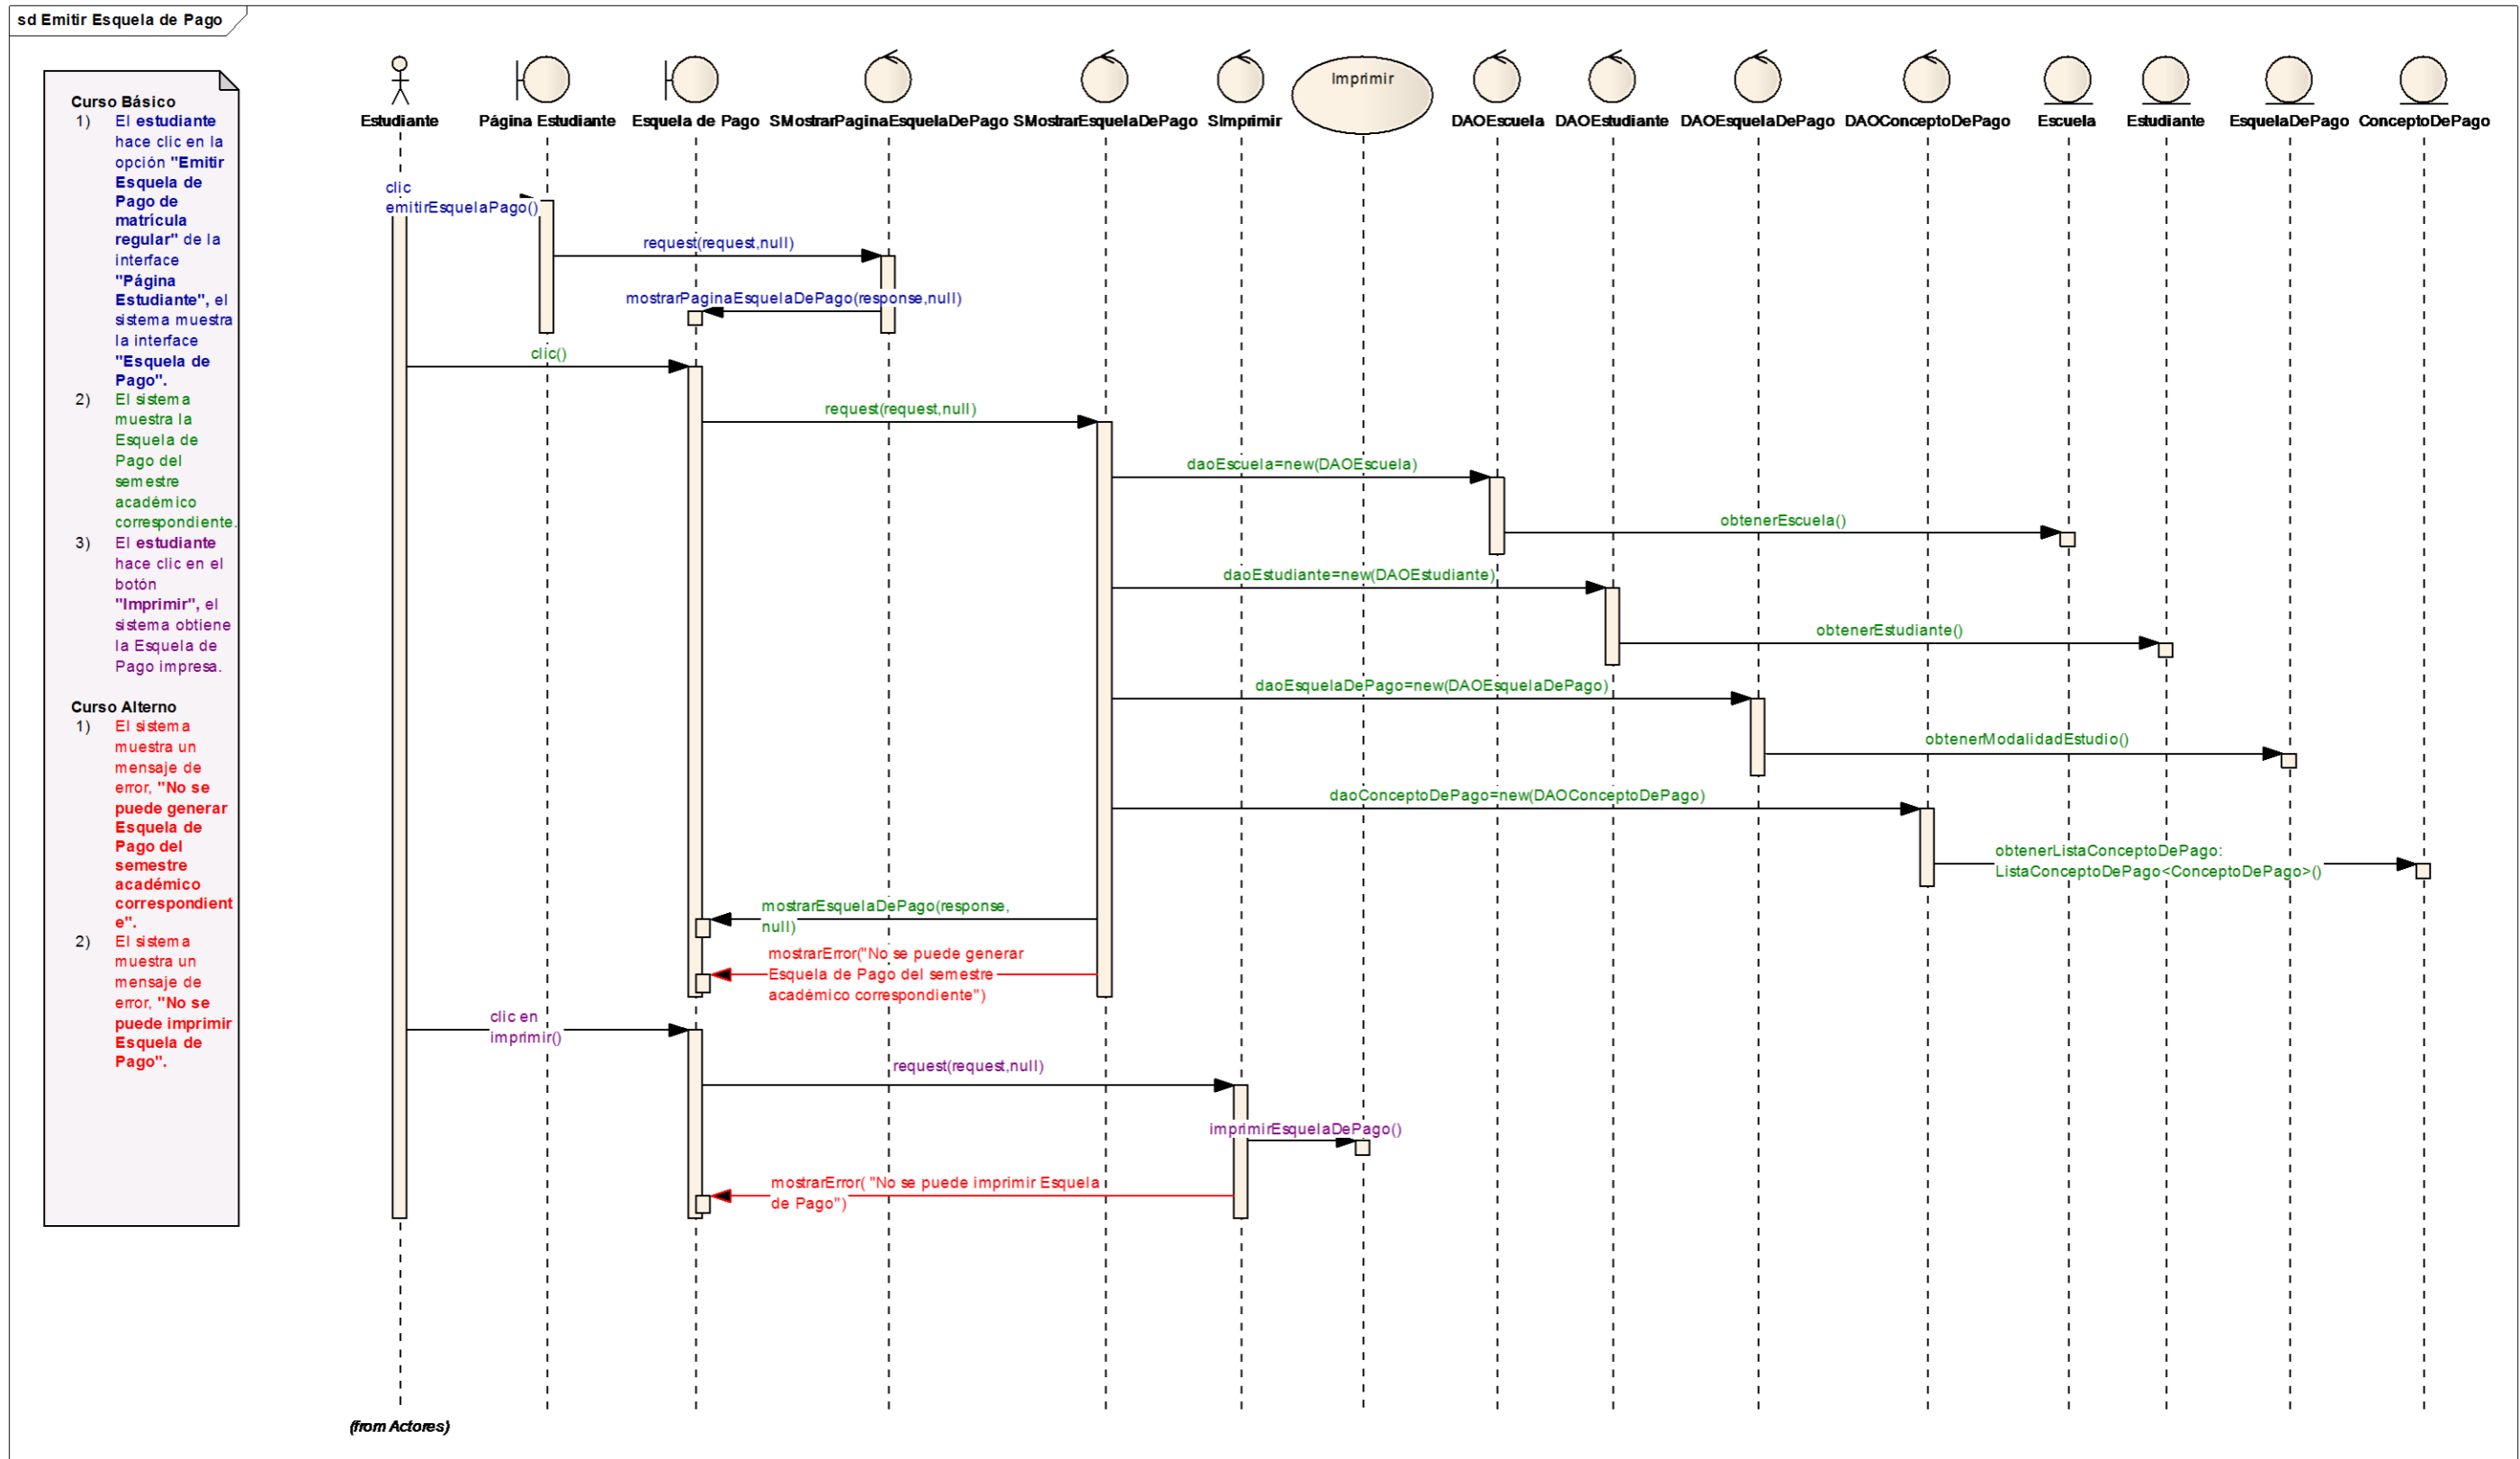 sd Emitir Esquela de Pago
Curso Básico
1) El estudiante
hace clic en la
opción "Emitir
Esquela de
Pago de
matrícula
regular" de la
interface
"Página
Estudiante", el
sistema muestra
la interface
"Esquela de
Pago".
2) El sistema
muestra la
Esquela de
Pago del
semestre
académico
correspondiente.
3) El estudiante
hace clic en el
botón
"Imprimir", el
sistema obtiene
la Esquela de
Pago impresa.
Curso Alterno
1) El sistema
muestra un
mensaje de
error, "No se
puede generar
Esquela de
Pago del
semestre
académico
correspondient
e".
2) El sistema
muestra un
mensaje de
error, "No se
puede imprimir
Esquela de
Pago".
Estudiante
Página Estudiante
Esquela de Pago
SMostrarPaginaEsquelaDePago
SMostrarEsquelaDePago
SImprimir
Imprimir
DAOEscuela
DAOEstudiante
DAOEsquelaDePago
DAOConceptoDePago
Escuela
Estudiante
EsquelaDePago
ConceptoDePago
clic
emitirEsquelaPago()
request(request,null)
mostrarPaginaEsquelaDePago(response,null)
clic()
request(request,null)
daoEscuela=new(DAOEscuela)
obtenerEscuela()
daoEstudiante=new(DAOEstudiante)
obtenerEstudiante()
daoEsquelaDePago=new(DAOEsquelaDePago)
obtenerModalidadEstudio()
daoConceptoDePago=new(DAOConceptoDePago)
obtenerListaConceptoDePago:
ListaConceptoDePago<ConceptoDePago>()
mostrarEsquelaDePago(response,
null)
mostrarError("No se puede generar
Esquela de Pago del semestre
académico correspondiente")
clic en
imprimir()
request(request,null)
imprimirEsquelaDePago()
mostrarError( "No se puede imprimir Esquela
de Pago")
(from Actores)